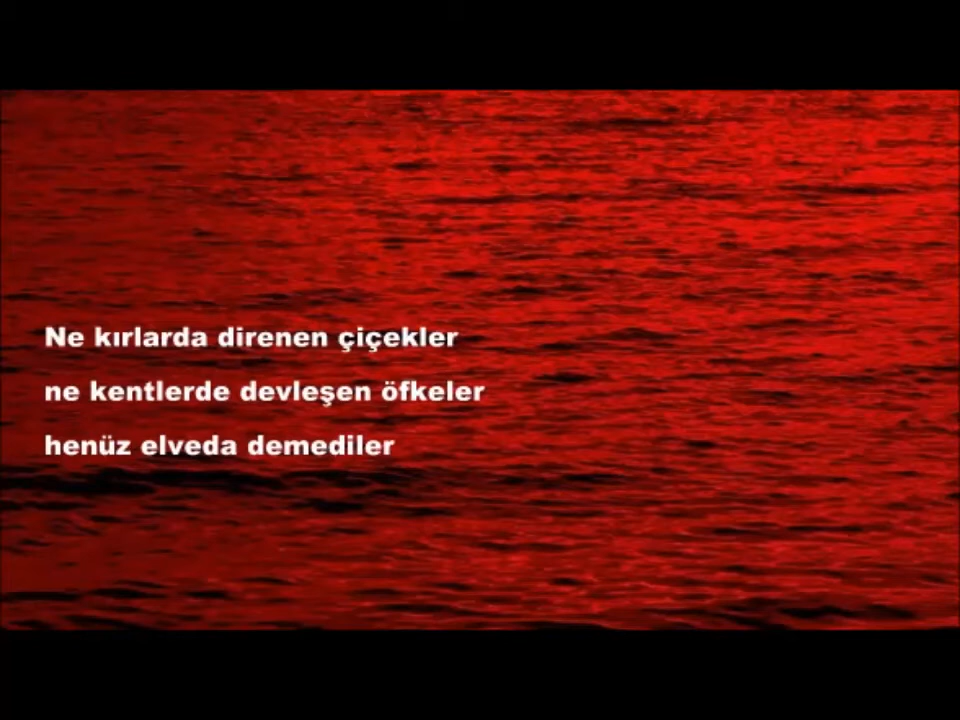 Ne kırlarda direnen çiçekler
ne kentlerde devleşen öfkeler
henüz elveda demediler